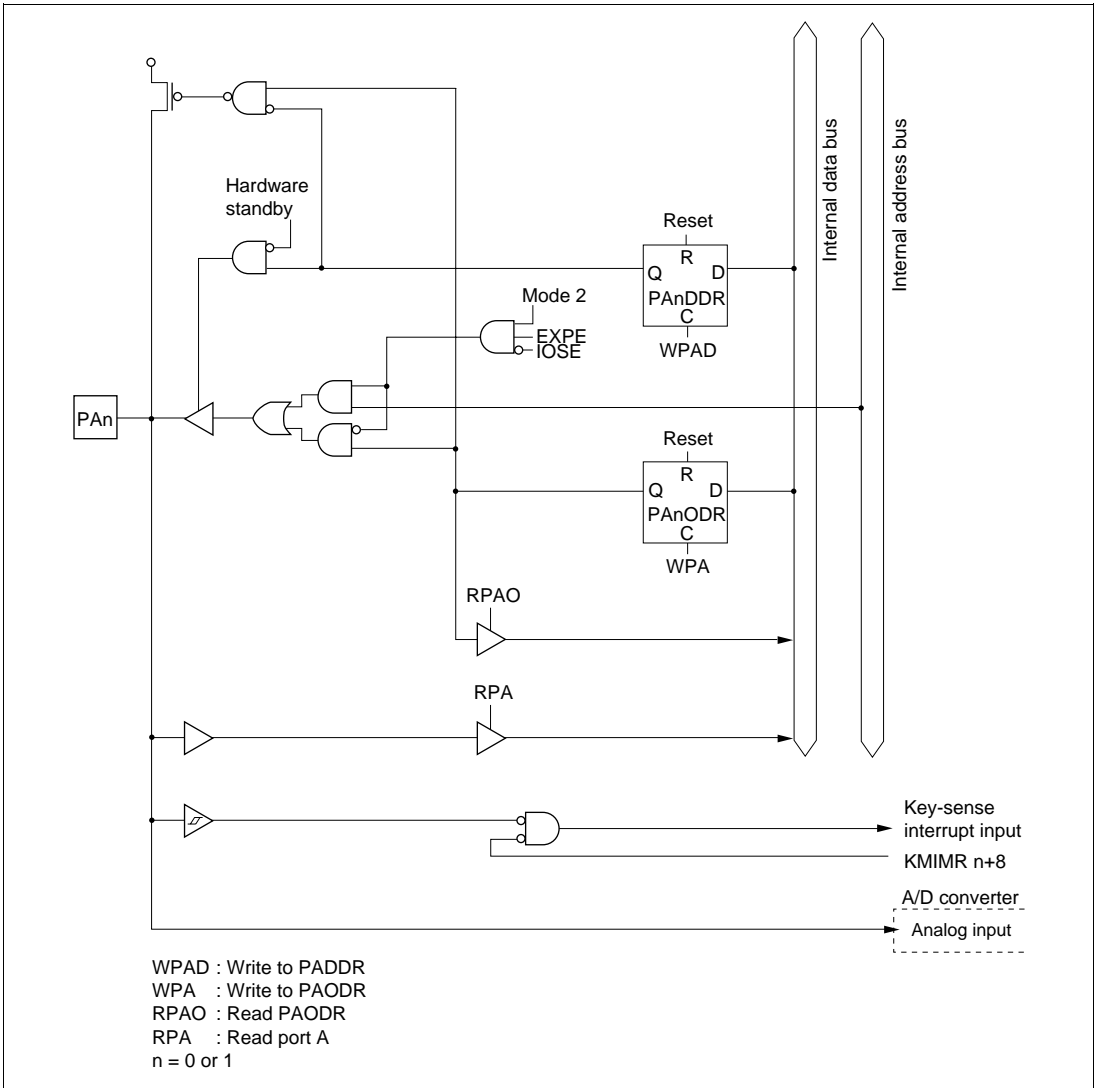 Internal data bus
Internal address bus
Hardware
standby
Reset
R
Q D
PAnDDR
C
WPAD
Mode 2
EXPE
IOSE
PAn
Reset
R
Q D
PAnODR
C
WPA
RPAO
RPA
Key-sense
interrupt input
KMIMR n+8
A/D converter
Analog input
WPAD : Write to PADDR
WPA : Write to PAODR
RPAO : Read PAODR
RPA : Read port A
n = 0 or 1